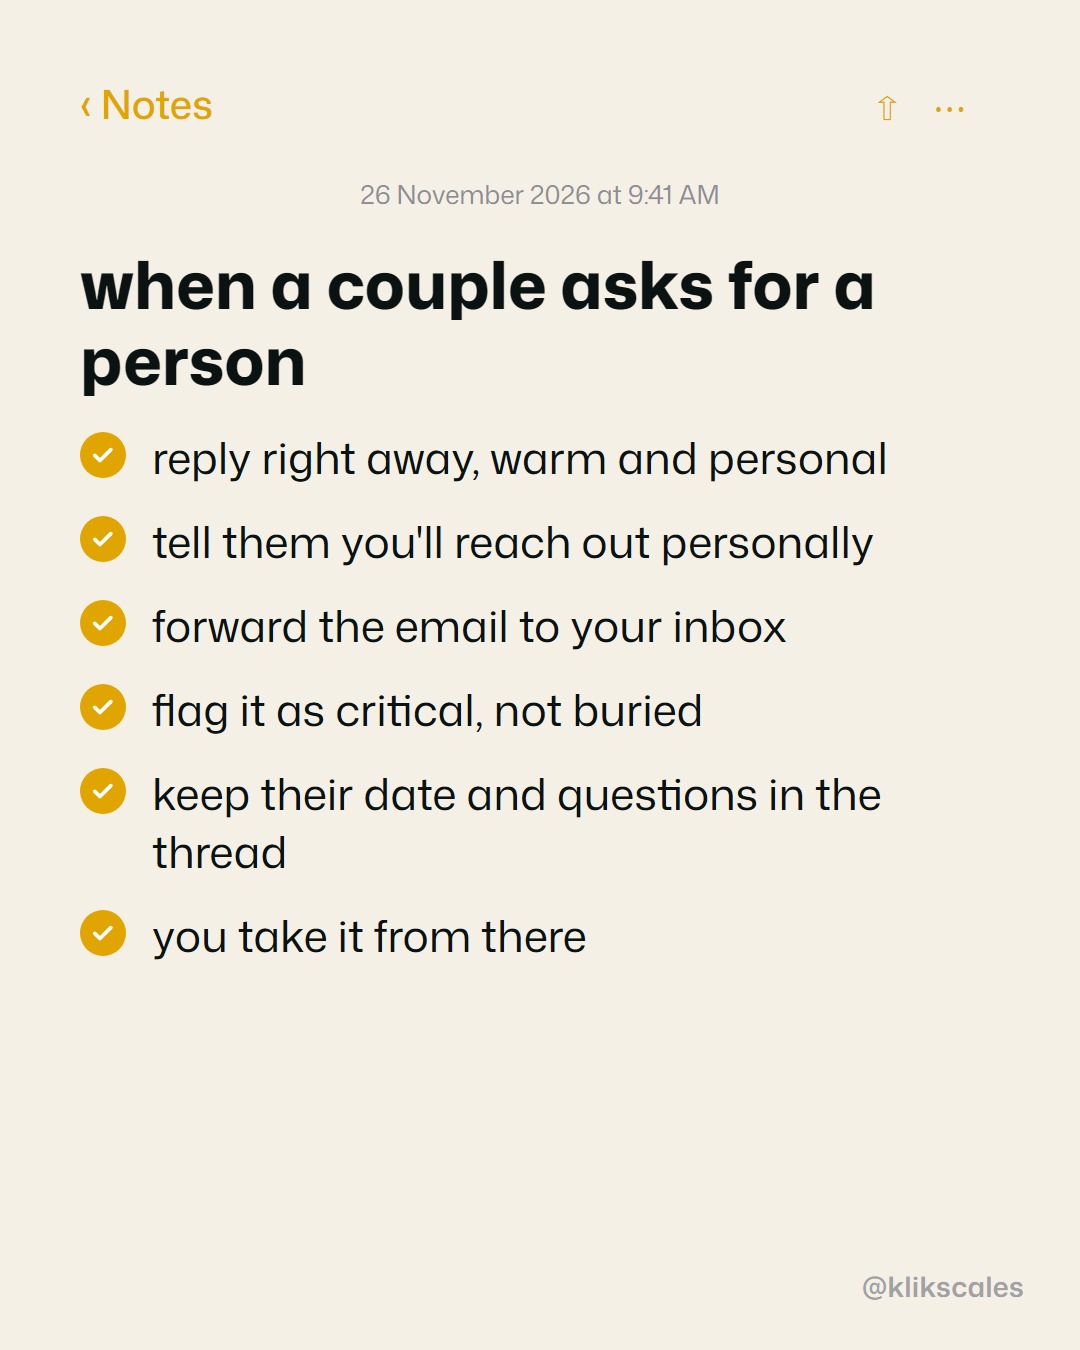 ‹ Notes ⇧ ...
26 November 2026 at 9:41 AM
when a couple asks for a
person
reply right away, warm and personal
tell them you'll reach out personally
forward the email to your inbox
flag it as critical, not buried
keep their date and questions in the
thread
you take it from there
@klikscales